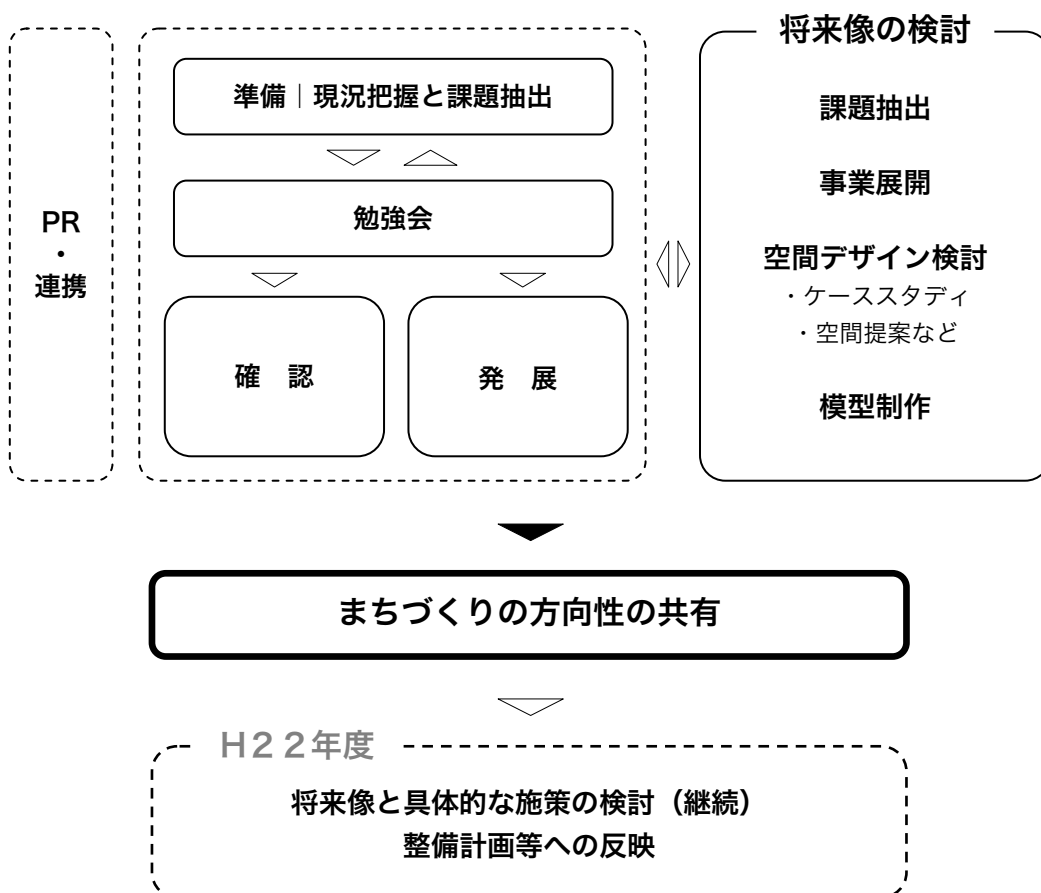 PR
・
連携
準備｜現況把握と課題抽出
勉強会
確　認
発　展
将来像の検討
課題抽出
事業展開
空間デザイン検討
・ケーススタディ
・空間提案など
模型制作
まちづくりの方向性の共有
H２２年度
将来像と具体的な施策の検討（継続）
整備計画等への反映